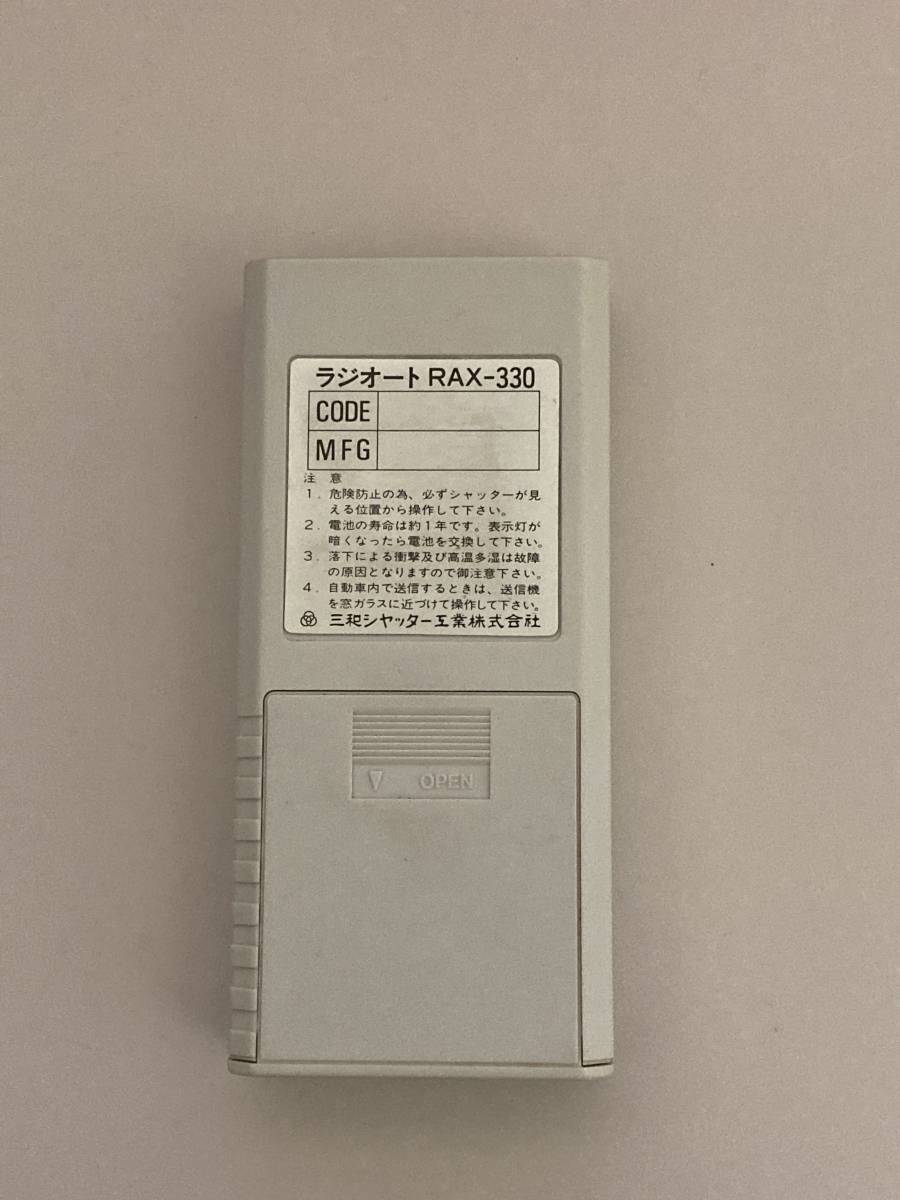 ラジオート RAX-330
CODE
MFG
注 意
1. 危険防止の為、必ずシャッターが見
える位置から操作して下さい。
2. 電池の寿命は約1年です。表示灯が
暗くなったら電池を交換して下さい。
3. 落下による衝撃及び高温多湿は故障
の原因となりますので御注意下さい。
4. 自動車内で送信するときは、送信機
を窓ガラスに近づけて操作して下さい。
三和シヤッター工業株式会社
OPEN